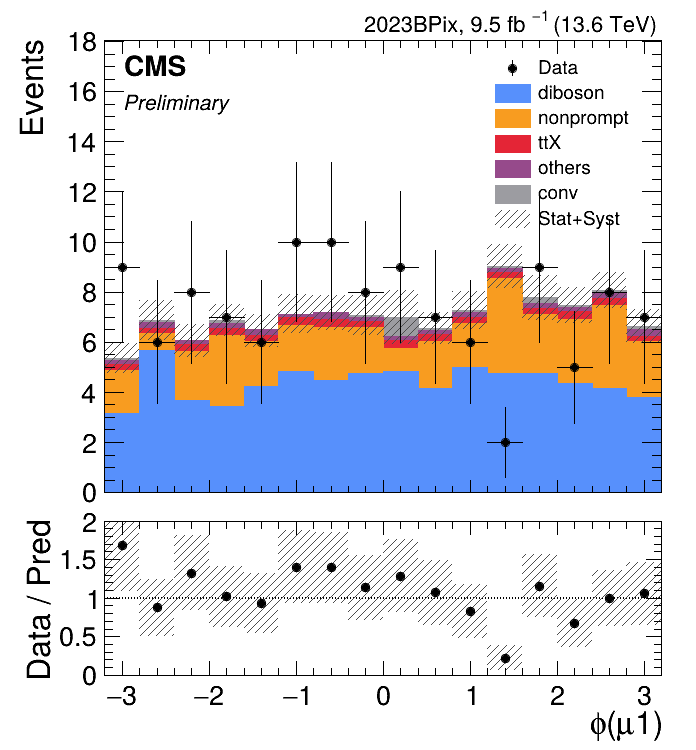 2023BPix, 9.5 fb⁻¹ (13.6 TeV)
CMS
Preliminary
Events
18
16
14
12
10
8
6
4
2
0
Data
diboson
nonprompt
ttX
others
conv
Stat+Syst
Data / Pred
2
1.5
1
0.5
0
−3 −2 −1 0 1 2 3
ϕ(μ1)